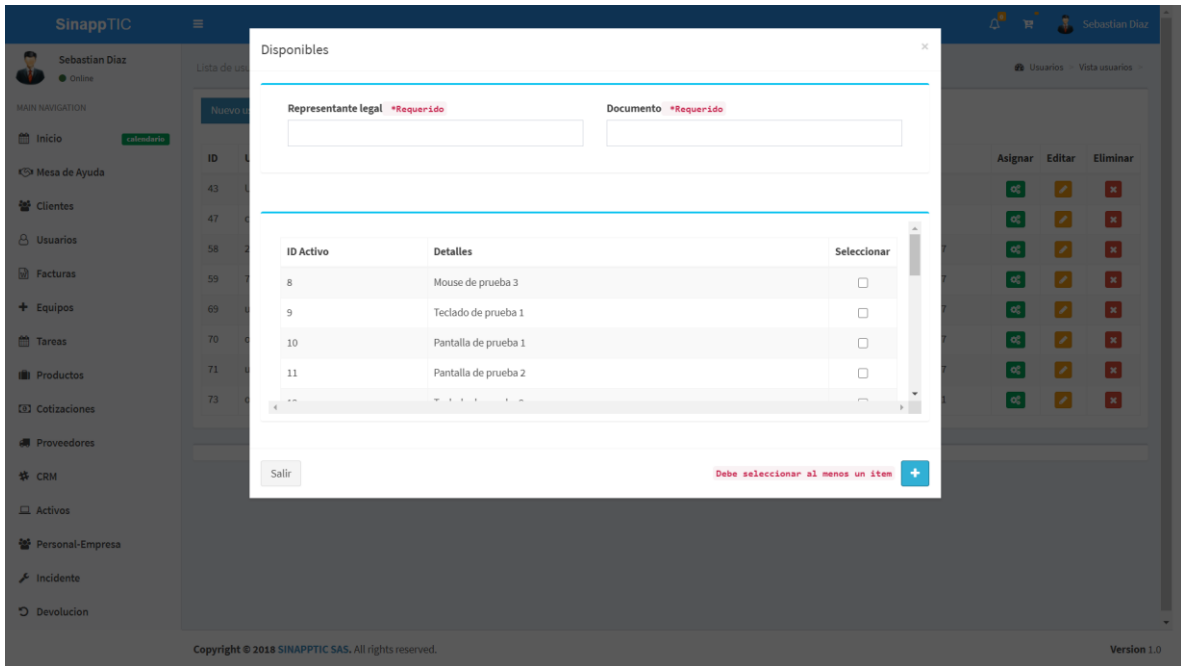 SinappTIC
Sebastian Diaz
Sebastian Diaz
Online
MAIN NAVIGATION
Inicio calendario
Mesa de Ayuda
Clientes
Usuarios
Facturas
Equipos
Tareas
Productos
Cotizaciones
Proveedores
CRM
Activos
Personal-Empresa
Incidente
Devolucion
Lista de
Usuarios Vista usuarios
Nuevo
ID Asignar Editar Eliminar
43
47
58
59
69
70
71
73
Disponibles ×
Representante legal *Requerido Documento *Requerido
ID Activo Detalles Seleccionar
8 Mouse de prueba 3
9 Teclado de prueba 1
10 Pantalla de prueba 1
11 Pantalla de prueba 2
Salir Debe seleccionar al menos un item +
Copyright © 2018 SINAPPTIC SAS. All rights reserved. Version 1.0